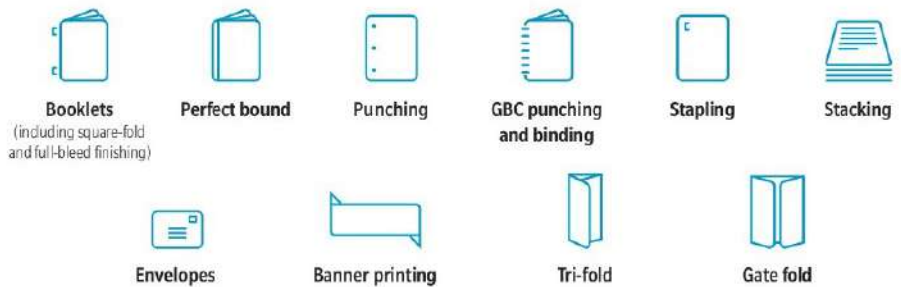 Booklets
(including square-fold
and full-bleed finishing)
Perfect bound
Punching
GBC punching
and binding
Stapling
Stacking
Envelopes
Banner printing
Tri-fold
Gate fold